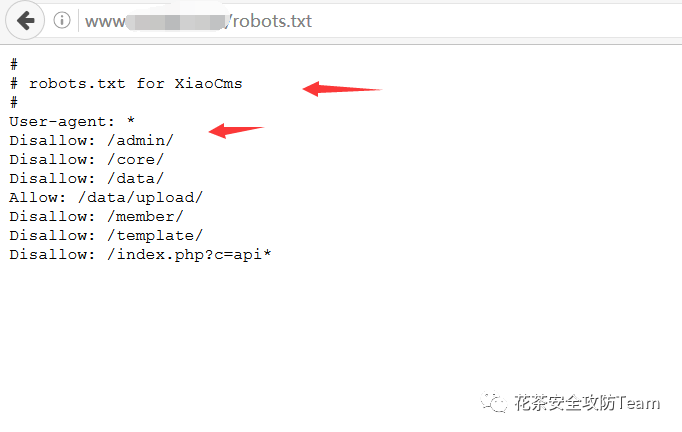 www
/robots.txt
#
# robots.txt for XiaoCms
#
User-agent: *
Disallow: /admin/
Disallow: /core/
Disallow: /data/
Allow: /data/upload/
Disallow: /member/
Disallow: /template/
Disallow: /index.php?c=api*
花茶安全攻防Team